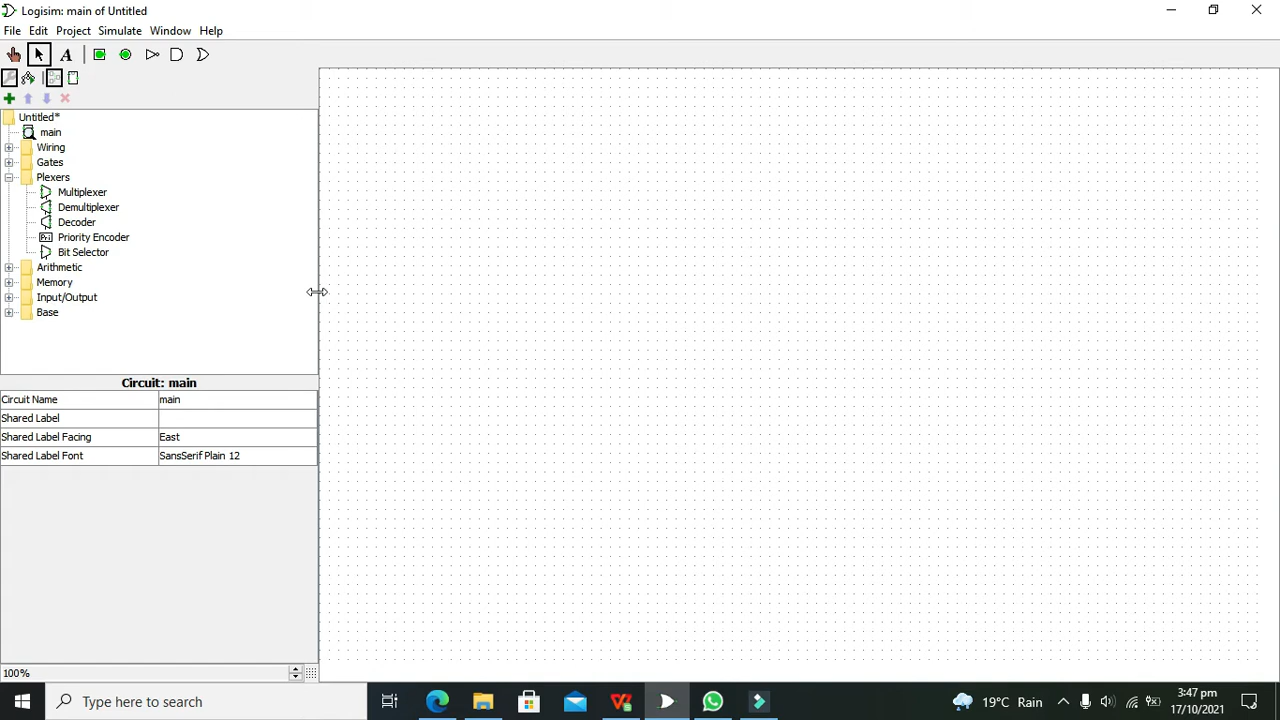 Logisim: main of Untitled
File Edit Project Simulate Window Help
A
Untitled*
main
Wiring
Gates
Plexers
Multiplexer
Demultiplexer
Decoder
Priority Encoder
Bit Selector
Arithmetic
Memory
Input/Output
Base
Circuit: main
Circuit Name main
Shared Label
Shared Label Facing East
Shared Label Font SansSerif Plain 12
100%
Type here to search
19°C Rain
3:47 pm
17/10/2021